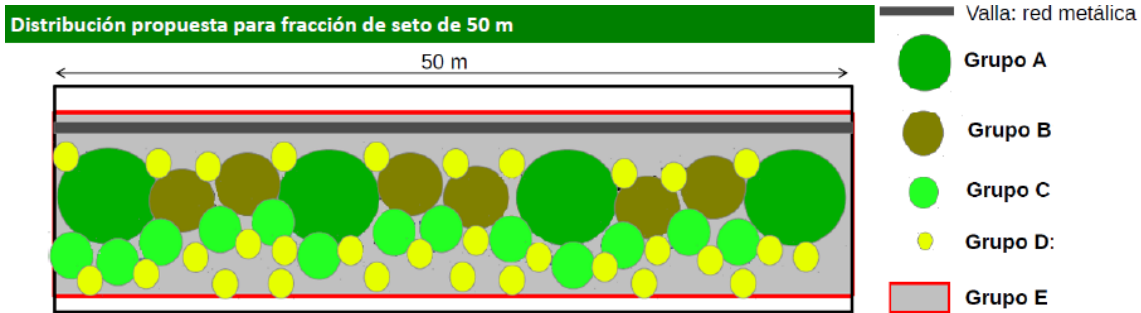 Distribución propuesta para fracción de seto de 50 m
50 m
Valla: red metálica
Grupo A
Grupo B
Grupo C
Grupo D:
Grupo E